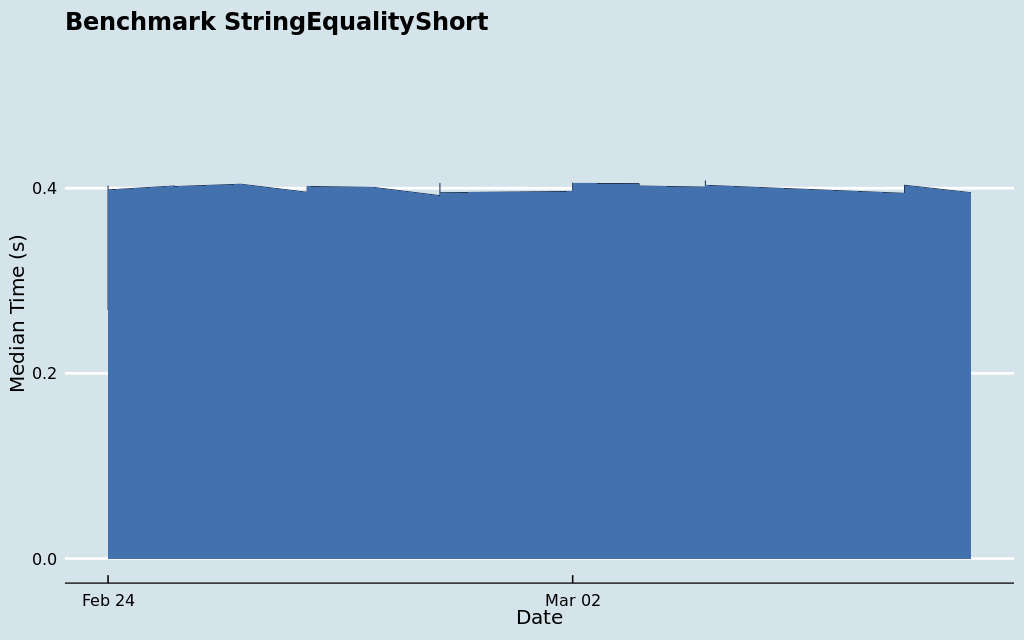 Benchmark StringEqualityShort
Median Time (s)
0.4
0.2
0.0
Feb 24
Mar 02
Date